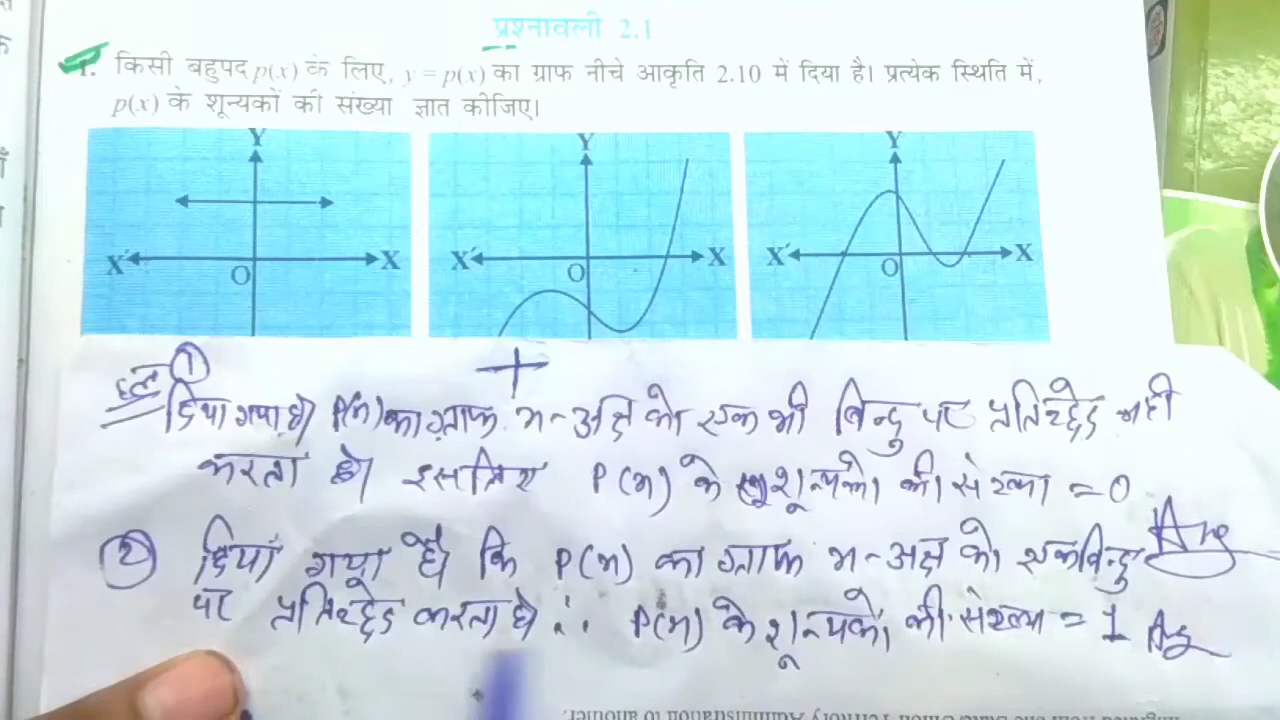 प्रश्नावली 2.1
1. किसी बहुपद p(x) के लिए, y = p(x) का ग्राफ नीचे आकृति 2.10 में दिया है। प्रत्येक स्थिति में,
p(x) के शून्यकों की संख्या ज्ञात कीजिए।
Y Y Y
X′ X X′ X X′ X
O O O
हल ①
दिया गया है P(x) का ग्राफ x-अक्ष को एक भी बिन्दु पर प्रतिच्छेद नही
करता है। इसलिए P(x) के शून्यको की संख्या = 0
Ans
② दिया गया है कि P(x) का ग्राफ x-अक्ष को एक बिन्दु
पर प्रतिच्छेद करता है ∴ P(x) के शून्यको की संख्या = 1 Ans